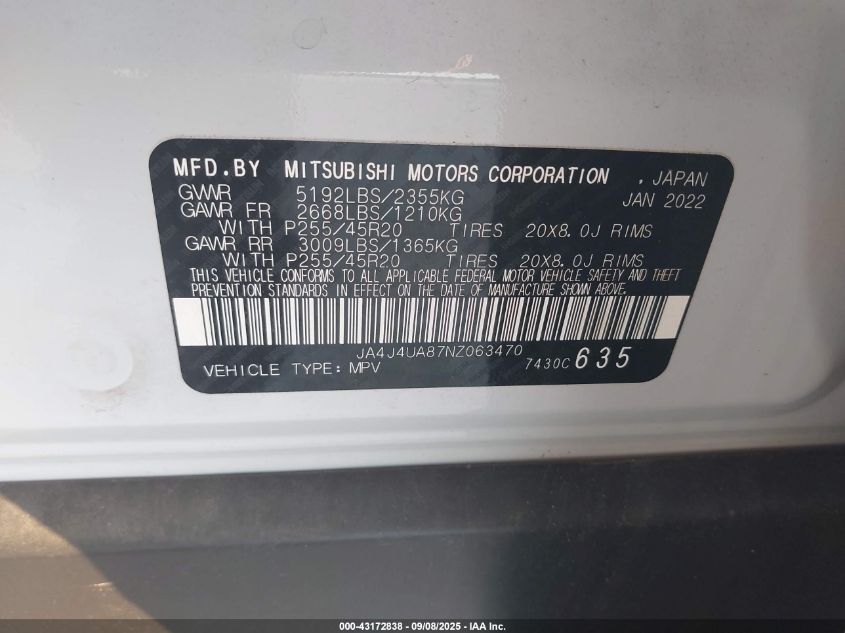 MFD.BY MITSUBISHI MOTORS CORPORATION , JAPAN
GVWR 5192LBS/2355KG JAN 2022
GAWR FR 2668LBS/1210KG
WITH P255/45R20 TIRES 20X8.0J RIMS
GAWR RR 3009LBS/1365KG
WITH P255/45R20 TIRES 20X8.0J RIMS
THIS VEHICLE CONFORMS TO ALL APPLICABLE FEDERAL MOTOR VEHICLE SAFETY AND THEFT
PREVENTION STANDARDS IN EFFECT ON THE DATE OF MANUFACTURE SHOWN ABOVE.
JA4J4UA87NZ063470
VEHICLE TYPE: MPV 7430C 635
000-43172838 - 09/08/2025 - IAA Inc.